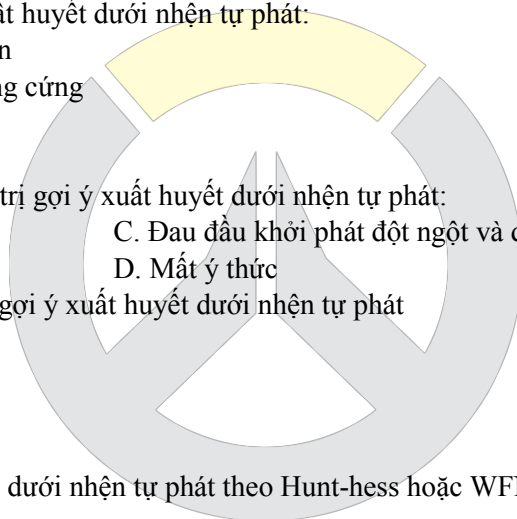 ất huyết dưới nhện tự phát:
n
ng cứng
trị gợi ý xuất huyết dưới nhện tự phát:
C. Đau đầu khởi phát đột ngột và
D. Mất ý thức
gợi ý xuất huyết dưới nhện tự phát
dưới nhện tự phát theo Hunt-hess hoặc